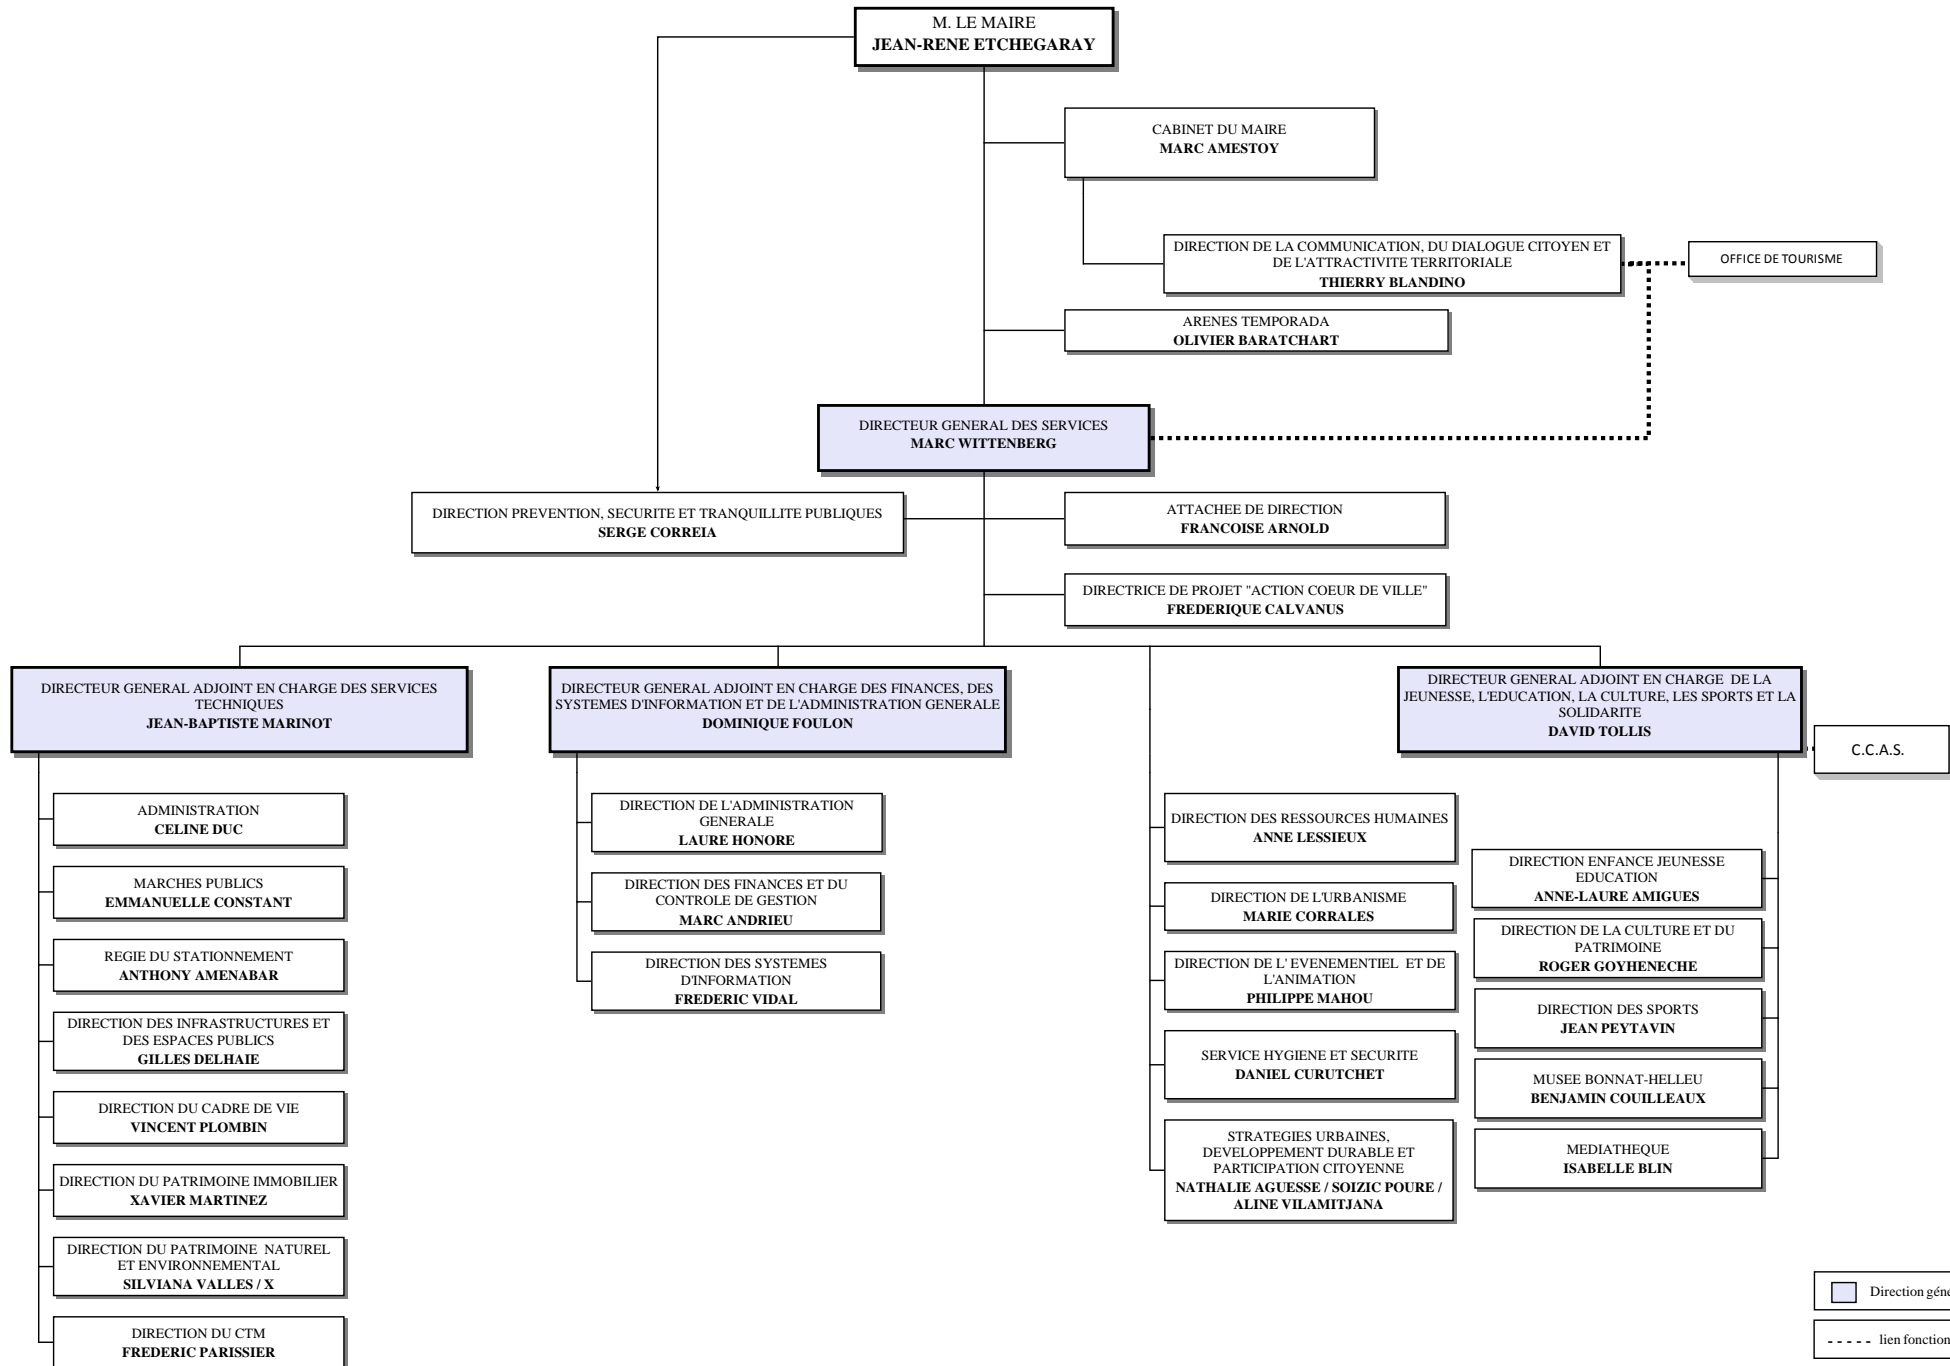 M. LE MAIRE
JEAN-RENE ETCHEGARAY
CABINET DU MAIRE
MARC AMESTOY
DIRECTION DE LA COMMUNICATION, DU DIALOGUE CITOYEN ET
DE L'ATTRACTIVITE TERRITORIALE
THIERRY BLANDINO
OFFICE DE TOURISME
ARENES TEMPORADA
OLIVIER BARATCHART
DIRECTEUR GENERAL DES SERVICES
MARC WITTENBERG
DIRECTION PREVENTION, SECURITE ET TRANQUILLITE PUBLIQUES
SERGE CORREIA
ATTACHEE DE DIRECTION
FRANCOISE ARNOLD
DIRECTRICE DE PROJET "ACTION COEUR DE VILLE"
FREDERIQUE CALVANUS
DIRECTEUR GENERAL ADJOINT EN CHARGE DES SERVICES
TECHNIQUES
JEAN-BAPTISTE MARINOT
DIRECTEUR GENERAL ADJOINT EN CHARGE DES FINANCES, DES
SYSTEMES D'INFORMATION ET DE L'ADMINISTRATION GENERALE
DOMINIQUE FOULON
DIRECTEUR GENERAL ADJOINT EN CHARGE DE LA
JEUNESSE, L'EDUCATION, LA CULTURE, LES SPORTS ET LA
SOLIDARITE
DAVID TOLLIS
C.C.A.S.
ADMINISTRATION
CELINE DUC
MARCHES PUBLICS
EMMANUELLE CONSTANT
REGIE DU STATIONNEMENT
ANTHONY AMENABAR
DIRECTION DES INFRASTRUCTURES ET
DES ESPACES PUBLICS
GILLES DELHAIE
DIRECTION DU CADRE DE VIE
VINCENT PLOMBIN
DIRECTION DU PATRIMOINE IMMOBILIER
XAVIER MARTINEZ
DIRECTION DU PATRIMOINE NATUREL
ET ENVIRONNEMENTAL
SILVIANA VALLES / X
DIRECTION DU CTM
FREDERIC PARISSIER
DIRECTION DE L'ADMINISTRATION
GENERALE
LAURE HONORE
DIRECTION DES FINANCES ET DU
CONTROLE DE GESTION
MARC ANDRIEU
DIRECTION DES SYSTEMES
D'INFORMATION
FREDERIC VIDAL
DIRECTION DES RESSOURCES HUMAINES
ANNE LESSIEUX
DIRECTION DE L'URBANISME
MARIE CORRALES
DIRECTION DE L' EVENEMENTIEL ET DE
L'ANIMATION
PHILIPPE MAHOU
SERVICE HYGIENE ET SECURITE
DANIEL CURUTCHET
STRATEGIES URBAINES,
DEVELOPPEMENT DURABLE ET
PARTICIPATION CITOYENNE
NATHALIE AGUESSE / SOIZIC POURE /
ALINE VILAMITJANA
DIRECTION ENFANCE JEUNESSE
EDUCATION
ANNE-LAURE AMIGUES
DIRECTION DE LA CULTURE ET DU
PATRIMOINE
ROGER GOYHENECHE
DIRECTION DES SPORTS
JEAN PEYTAVIN
MUSEE BONNAT-HELLEU
BENJAMIN COUILLEAUX
MEDIATHEQUE
ISABELLE BLIN
Direction
lien